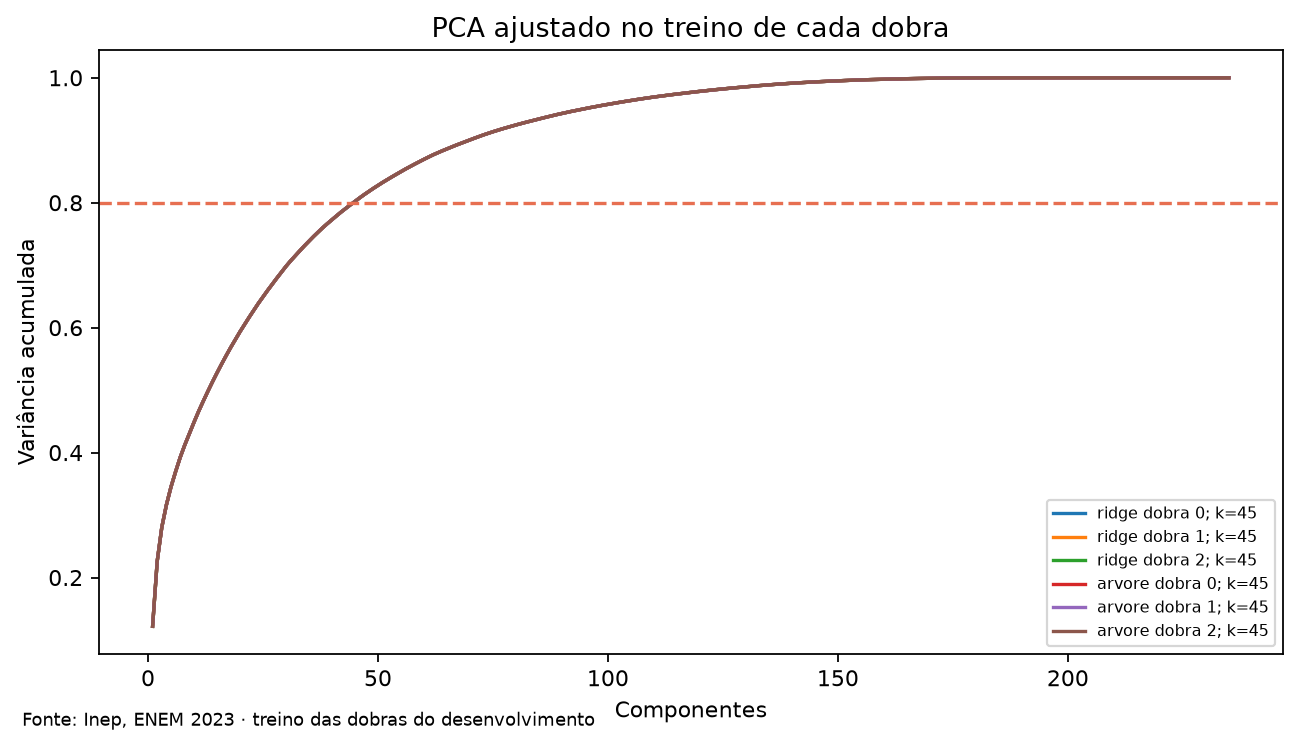 PCA ajustado no treino de cada dobra
Variância acumulada
1.0
0.8
0.6
0.4
0.2
ridge dobra 0; k=45
ridge dobra 1; k=45
ridge dobra 2; k=45
arvore dobra 0; k=45
arvore dobra 1; k=45
arvore dobra 2; k=45
0 50 100 150 200
Componentes
Fonte: Inep, ENEM 2023 · treino das dobras do desenvolvimento